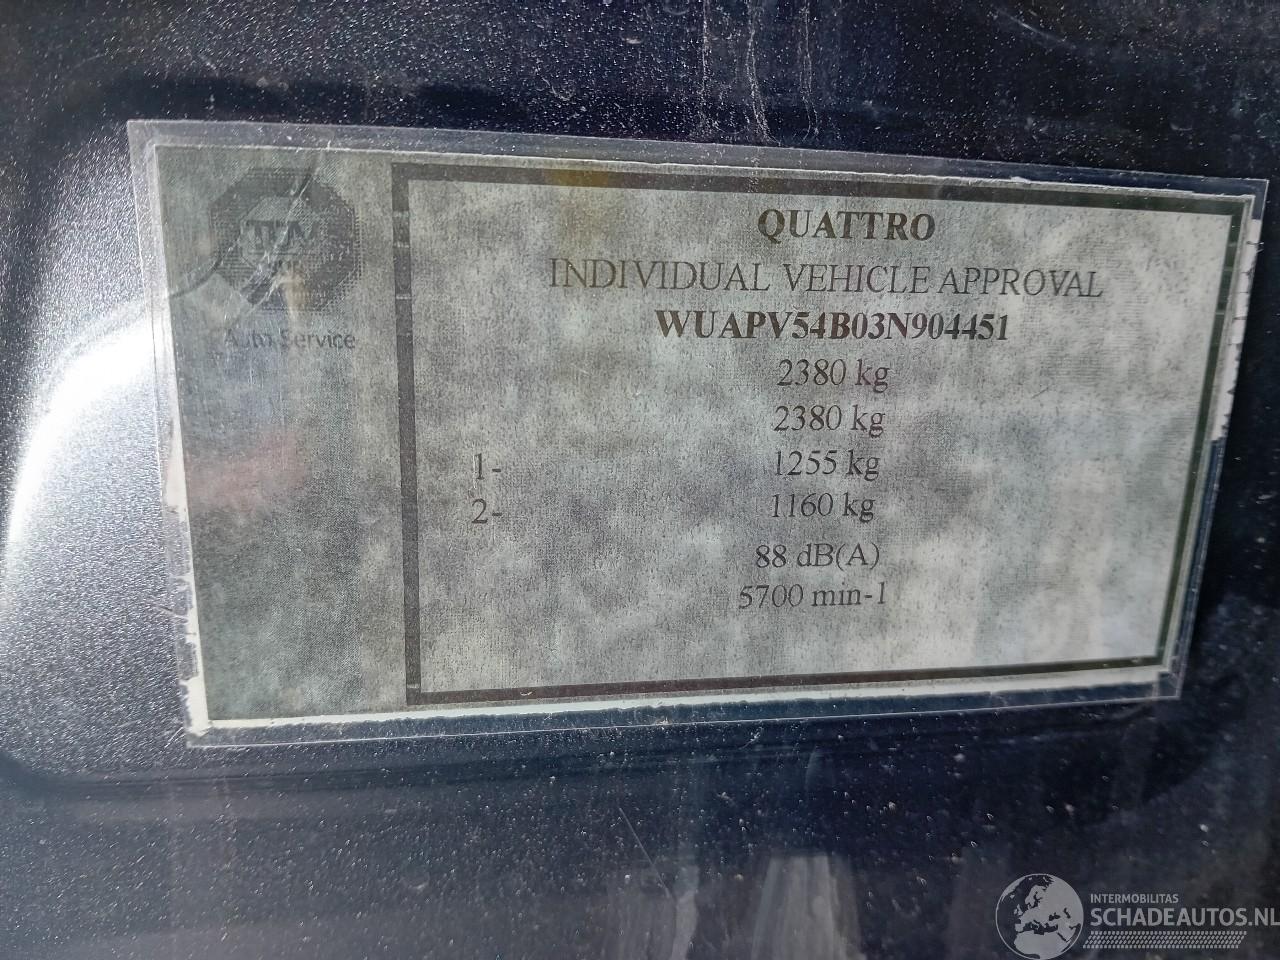 TÜV
Auto Service
QUATTRO
INDIVIDUAL VEHICLE APPROVAL
WUAPV54B03N904451
2380 kg
2380 kg
1- 1255 kg
2- 1160 kg
88 dB(A)
5700 min-1
INTERMOBILITAS
SCHADEAUTOS.NL